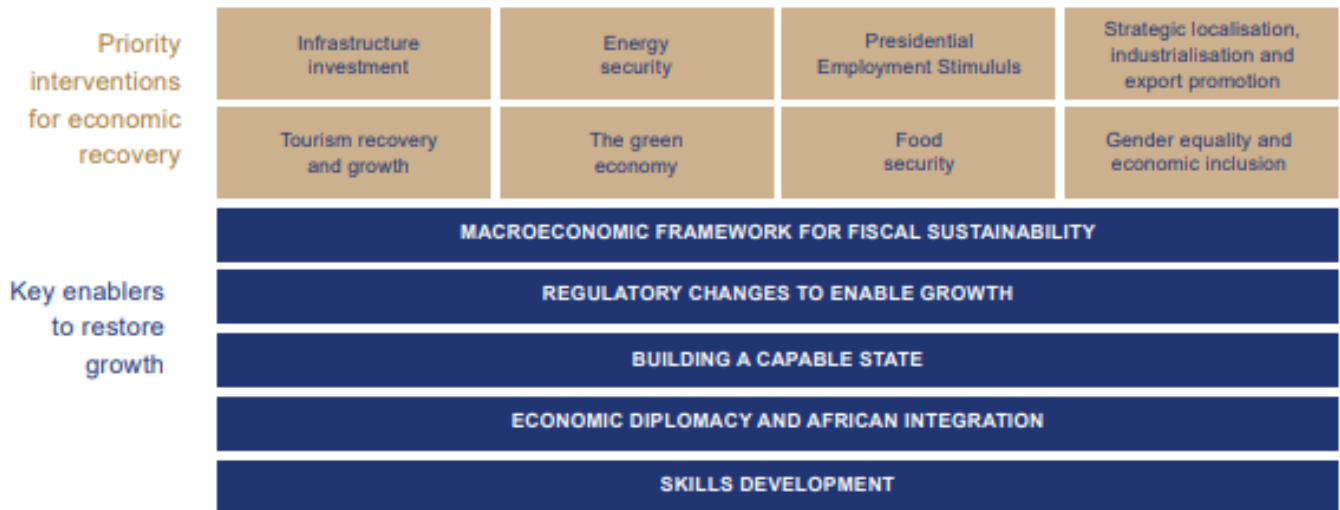 Priority
interventions
for economic
recovery
Infrastructure
investment
Energy
security
Presidential
Employment Stimululs
Strategic localisation,
industrialisation and
export promotion
Tourism recovery
and growth
The green
economy
Food
security
Gender equality and
economic inclusion
Key enablers
to restore
growth
MACROECONOMIC FRAMEWORK FOR FISCAL SUSTAINABILITY
REGULATORY CHANGES TO ENABLE GROWTH
BUILDING A CAPABLE STATE
ECONOMIC DIPLOMACY AND AFRICAN INTEGRATION
SKILLS DEVELOPMENT